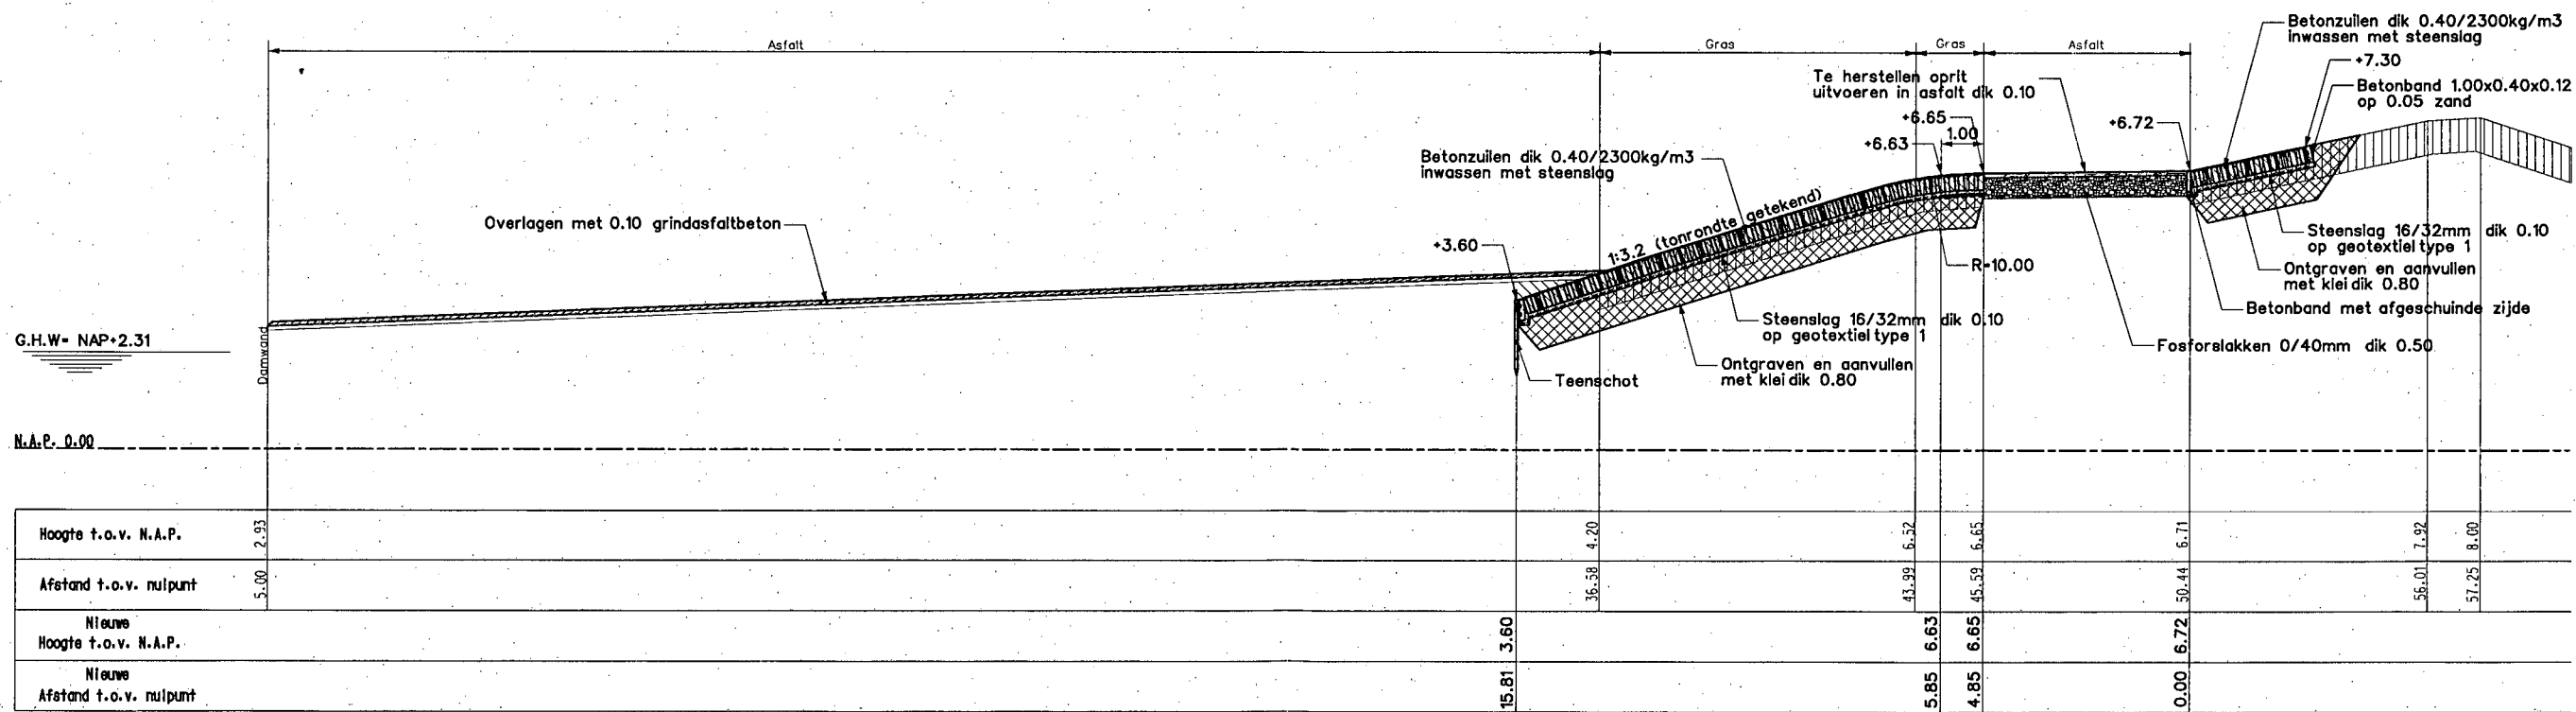 Betonzuilen dik 0.40/2300kg/m3
inwassen met steenslag
Asfalt
Gras
Gras
Asfalt
+7.30
Te herstellen oprit
uitvoeren in asfalt dik 0.10
Betonband 1.00x0.40x0.12
op 0.05 zand
+6.65
1.00
+6.72
+6.63
Betonzuilen dik 0.40/2300kg/m3
inwassen met steenslag
1:3.2 (tonrondte getekend)
Overlagen met 0.10 grindasfaltbeton
+3.60
R=10.00
Steenslag 16/32mm dik 0.10
op geotextiel type 1
Ontgraven en aanvullen
met klei dik 0.80
Betonband met afgeschuinde zijde
Steenslag 16/32mm dik 0.10
op geotextiel type 1
Fosforslakken 0/40mm dik 0.50
G.H.W= NAP+2.31
Damwand
Teenschot
Ontgraven en aanvullen
met klei dik 0.80
N.A.P. 0.00
Hoogte t.o.v. N.A.P. 2.93 4.20 6.52 6.65 6.71 7.92 8.00
Afstand t.o.v. nulpunt 5.00 36.58 43.99 45.59 50.44 56.01 57.25
Nieuwe
Hoogte t.o.v. N.A.P. 3.60 6.63 6.65 6.72
Nieuwe
Afstand t.o.v. nulpunt 15.81 5.85 4.85 0.00